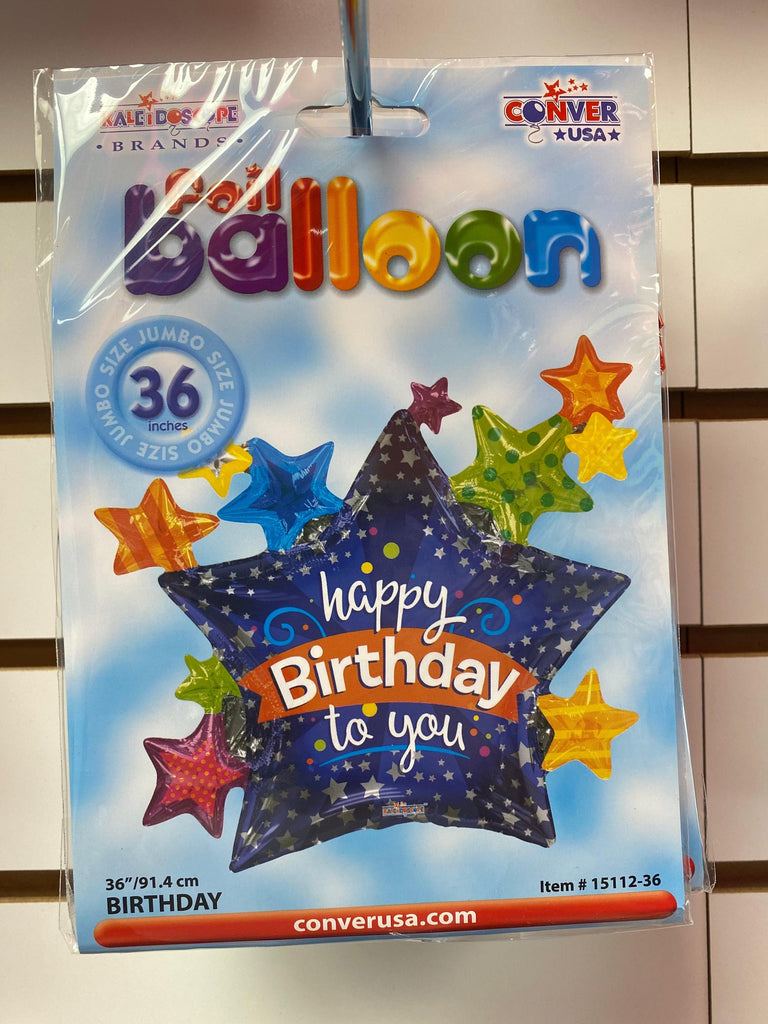 KALEIDOSCOPE
• BRANDS •
CONVER
★USA★
foil
balloon
JUMBO SIZE JUMBO SIZE JUMBO SIZE
36
inches
happy
Birthday
to you
KALEIDOSCOPE
36"/91.4 cm
BIRTHDAY
Item # 15112-36
converusa.com